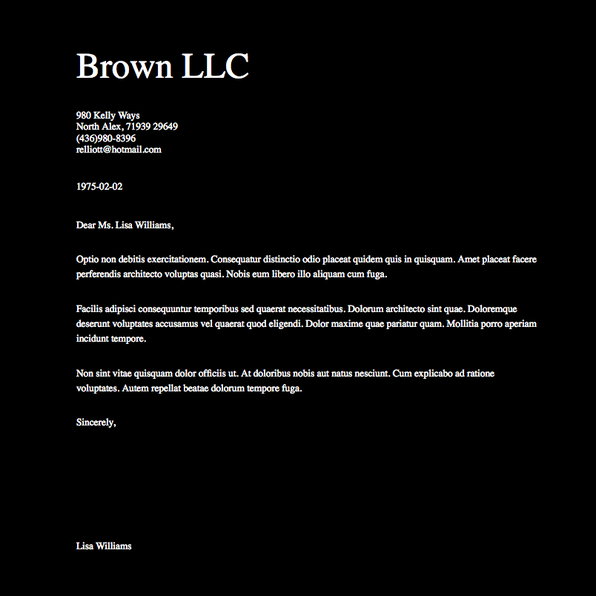 Brown LLC
980 Kelly Ways
North Alex, 71939 29649
(436)980-8396
relliott@hotmail.com
1975-02-02
Dear Ms. Lisa Williams,
Optio non debitis exercitationem. Consequatur distinctio odio placeat quidem quis in quisquam. Amet placeat facere
perferendis architecto voluptas quasi. Nobis eum libero illo aliquam cum fuga.
Facilis adipisci consequuntur temporibus sed quaerat necessitatibus. Dolorum architecto sint quae. Doloremque
deserunt voluptates accusamus vel quaerat quod eligendi. Dolor maxime quae pariatur quam. Mollitia porro aperiam
incidunt tempore.
Non sint vitae quisquam dolor officiis ut. At doloribus nobis aut natus nesciunt. Cum explicabo ad ratione
voluptates. Autem repellat beatae dolorum tempore fuga.
Sincerely,
Lisa Williams